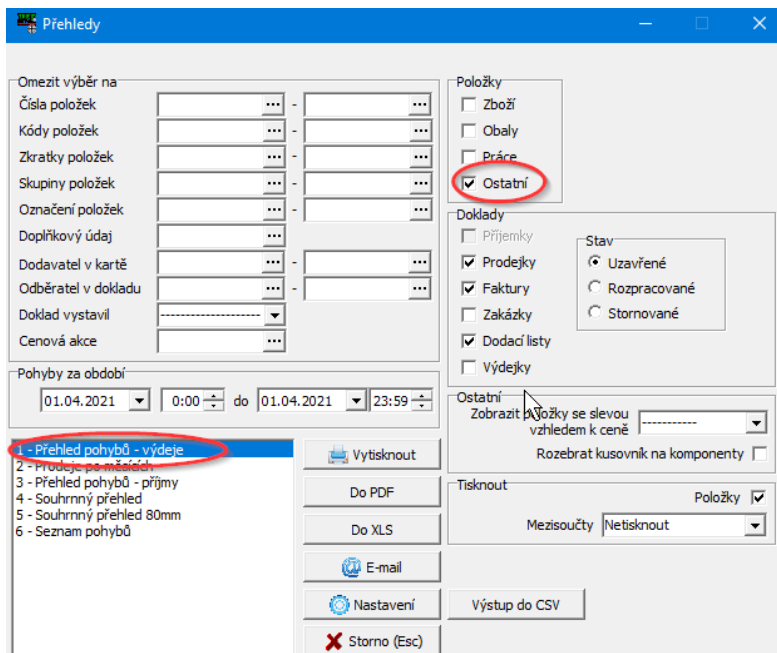 Přehledy
Omezit výběr na
Čísla položek ... - ...
Kódy položek ... - ...
Zkratky položek ... - ...
Skupiny položek ... - ...
Označení položek ... - ...
Doplňkový údaj ...
Dodavatel v kartě ... - ...
Odběratel v dokladu ... - ...
Doklad vystavil --------------------
Cenová akce ...
Pohyby za období
01.04.2021 0:00 do 01.04.2021 23:59
1 - Přehled pohybů - výdeje
2 - Prodeje po měsících
3 - Přehled pohybů - příjmy
4 - Souhrnný přehled
5 - Souhrnný přehled 80mm
6 - Seznam pohybů
Vytisknout
Do PDF
Do XLS
E-mail
Nastavení
Storno (Esc)
Položky
Zboží
Obaly
Práce
Ostatní
Doklady
Příjemky
Prodejky
Faktury
Zakázky
Dodací listy
Výdejky
Stav
Uzavřené
Rozpracované
Stornované
Ostatní
Zobrazit položky se slevou
vzhledem k ceně -----------
Rozebrat kusovník na komponenty
Tisknout
Položky
Mezisoučty Netisknout
Výstup do CSV